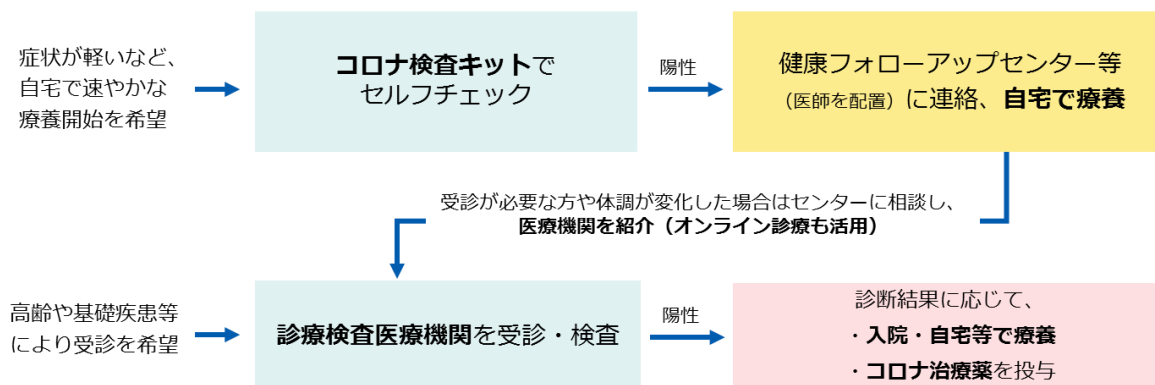 症状が軽いなど、
自宅で速やかな
療養開始を希望
コロナ検査キットで
セルフチェック
陽性
健康フォローアップセンター等
（医師を配置）に連絡、自宅で療養
受診が必要な方や体調が変化した場合はセンターに相談し、
医療機関を紹介（オンライン診療も活用）
高齢や基礎疾患等
により受診を希望
診療検査医療機関を受診・検査
陽性
診断結果に応じて、
・入院・自宅等で療養
・コロナ治療薬を投与